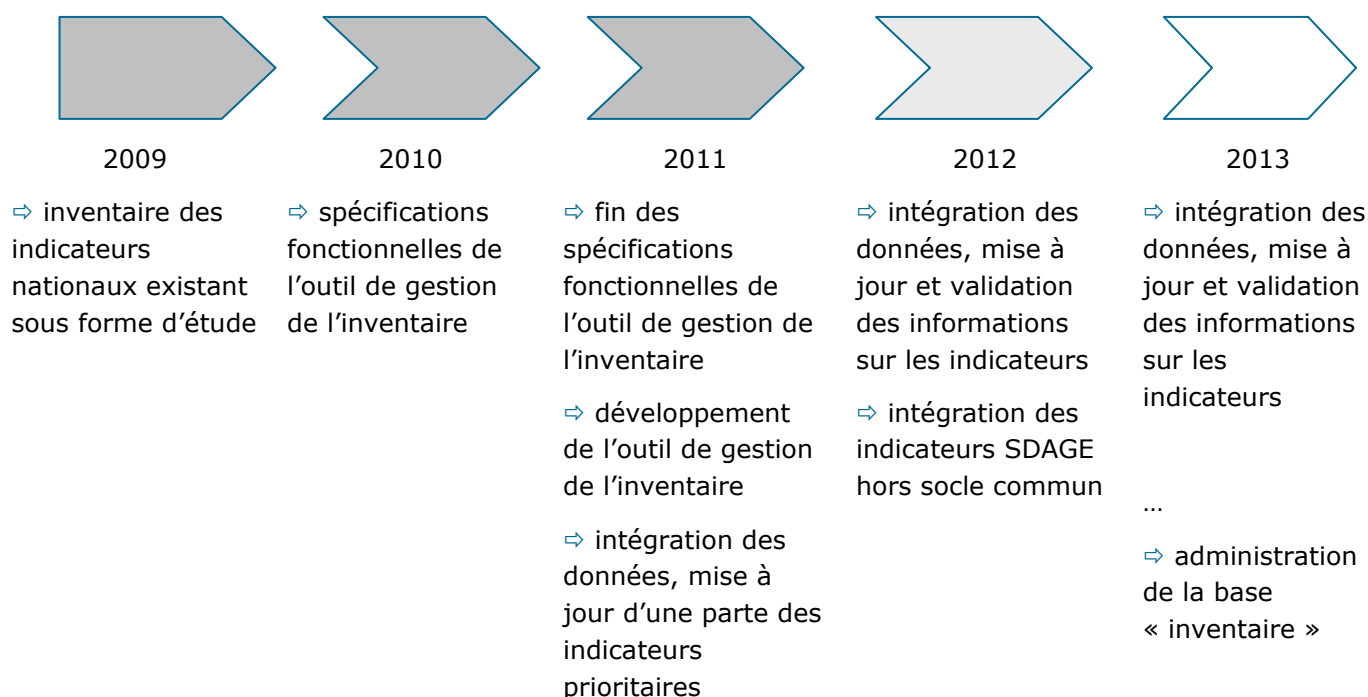 2009
⇨ inventaire des
indicateurs
nationaux existant
sous forme d’étude
2010
⇨ spécifications
fonctionnelles de
l’outil de gestion
de l’inventaire
2011
⇨ fin des
spécifications
fonctionnelles de
l’outil de gestion de
l’inventaire
⇨ développement
de l’outil de gestion
de l’inventaire
⇨ intégration des
données, mise à
jour d’une parte des
indicateurs
prioritaires
2012
⇨ intégration des
données, mise à
jour et validation
des informations
sur les indicateurs
⇨ intégration des
indicateurs SDAGE
hors socle commun
2013
⇨ intégration des
données, mise à
jour et validation
des informations
sur les
indicateurs
…
⇨ administration
de la base
« inventaire »